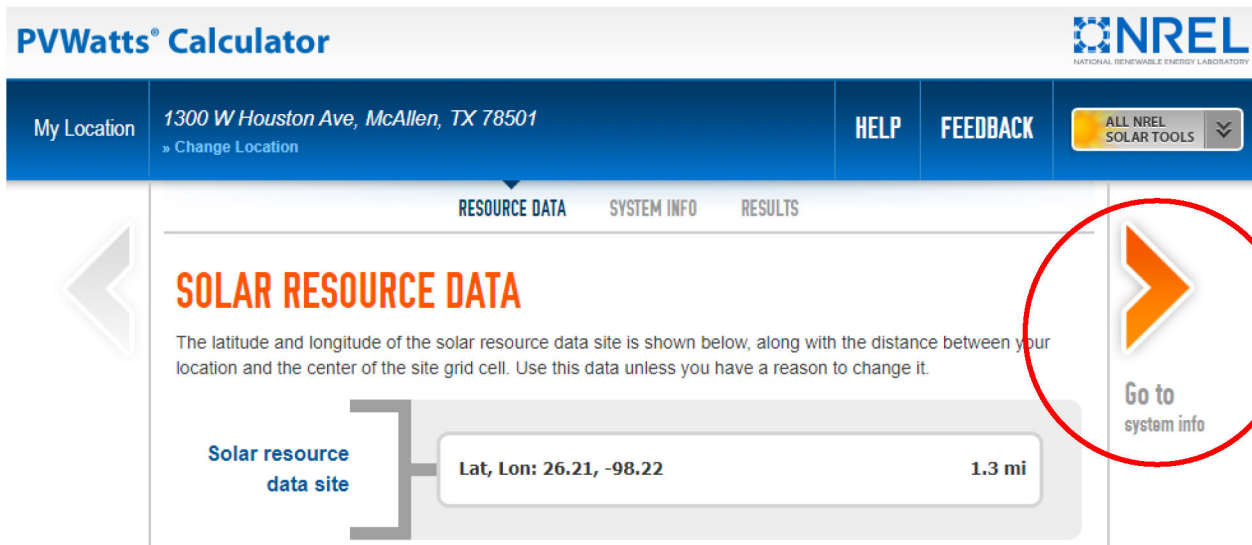 PVWatts® Calculator
NREL
NATIONAL RENEWABLE ENERGY LABORATORY
My Location
1300 W Houston Ave, McAllen, TX 78501
» Change Location
HELP
FEEDBACK
ALL NREL
SOLAR TOOLS
RESOURCE DATA SYSTEM INFO RESULTS
SOLAR RESOURCE DATA
The latitude and longitude of the solar resource data site is shown below, along with the distance between your
location and the center of the site grid cell. Use this data unless you have a reason to change it.
Go to
system info
Solar resource
data site
Lat, Lon: 26.21, -98.22 1.3 mi